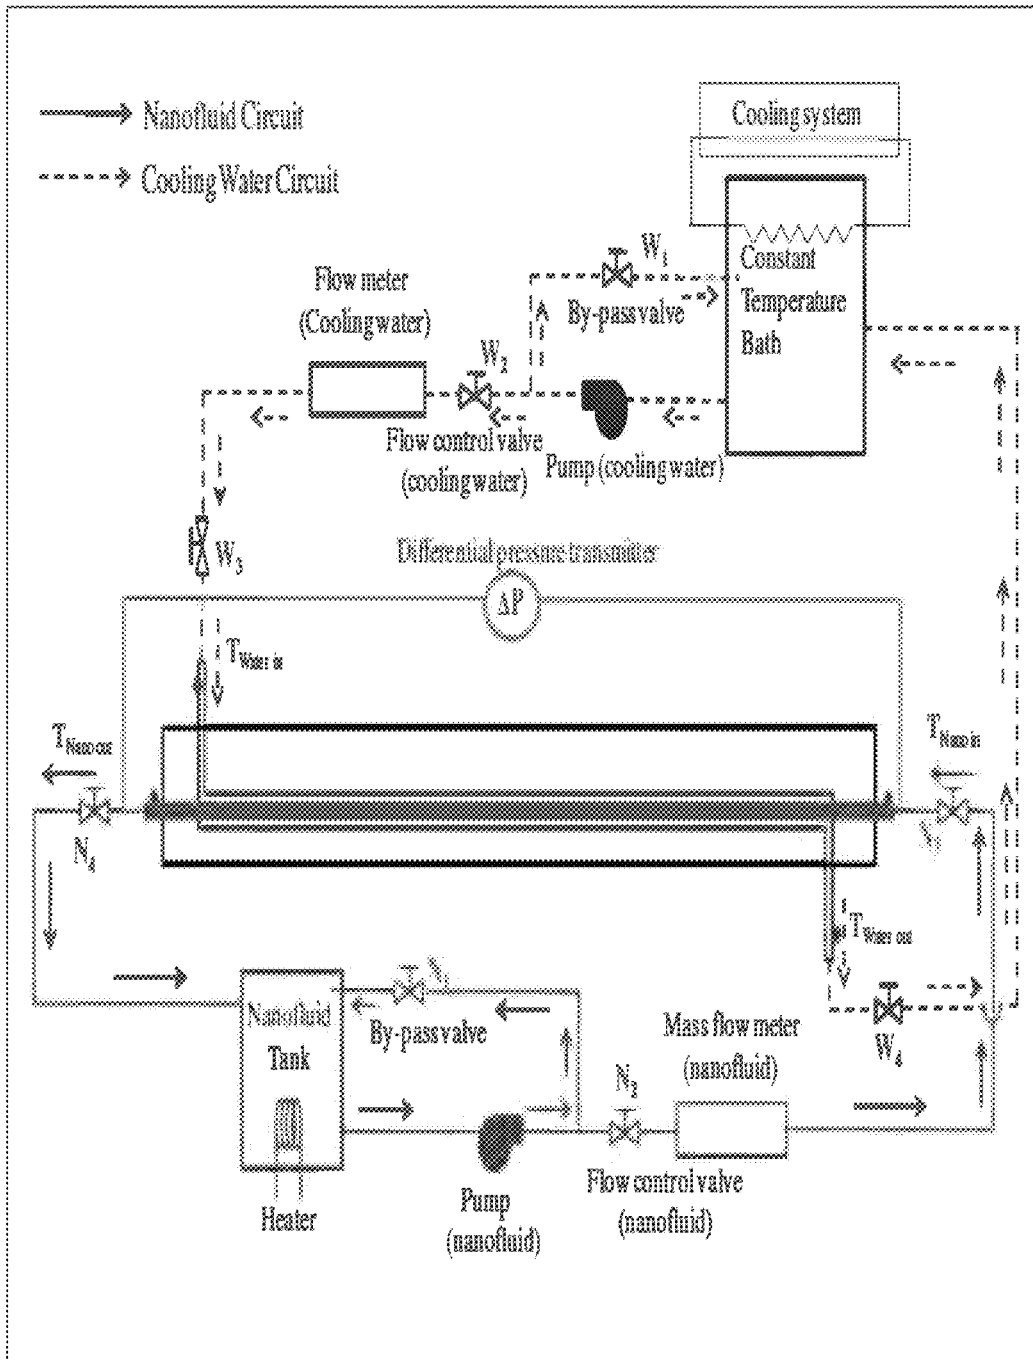 Nanofluid Circuit
Cooling Water Circuit
Cooling system
W1
Constant
Temperature
Bath
By-pass valve
Flow meter
(Cooling water)
W2
Flow control valve
(cooling water)
Pump (cooling water)
W3
Differential pressure transmitter
ΔP
TWater in
TNano out
TNano in
N4
TWater out
Nanofluid
Tank
By-pass valve
Mass flow meter
(nanofluid)
W4
N2
Heater
Pump
(nanofluid)
Flow control valve
(nanofluid)